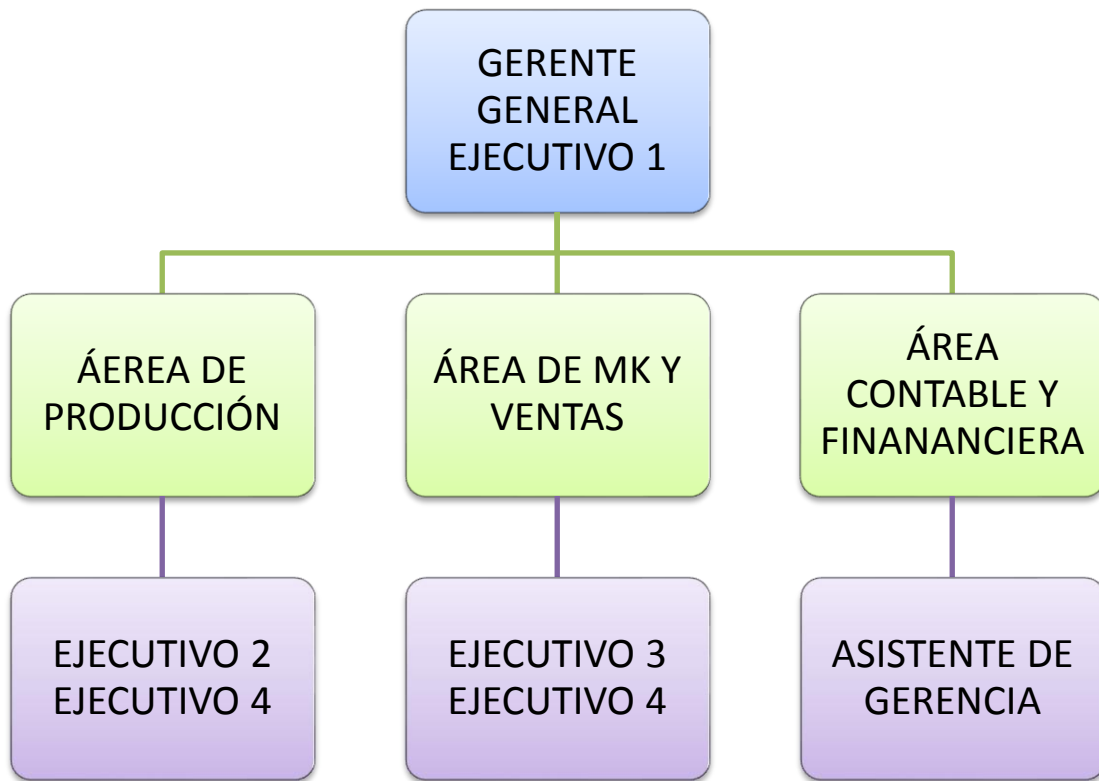 GERENTE
GENERAL
EJECUTIVO 1
ÁEREA DE
PRODUCCIÓN
ÁREA DE MK Y
VENTAS
ÁREA
CONTABLE Y
FINANANCIERA
EJECUTIVO 2
EJECUTIVO 4
EJECUTIVO 3
EJECUTIVO 4
ASISTENTE DE
GERENCIA